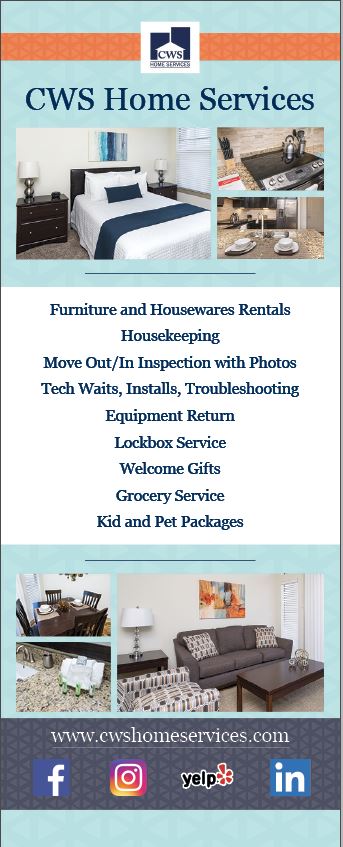 CWS
HOME SERVICES
CWS Home Services
Furniture and Housewares Rentals
Housekeeping
Move Out/In Inspection with Photos
Tech Waits, Installs, Troubleshooting
Equipment Return
Lockbox Service
Welcome Gifts
Grocery Service
Kid and Pet Packages
www.cwshomeservices.com
f
yelp
in